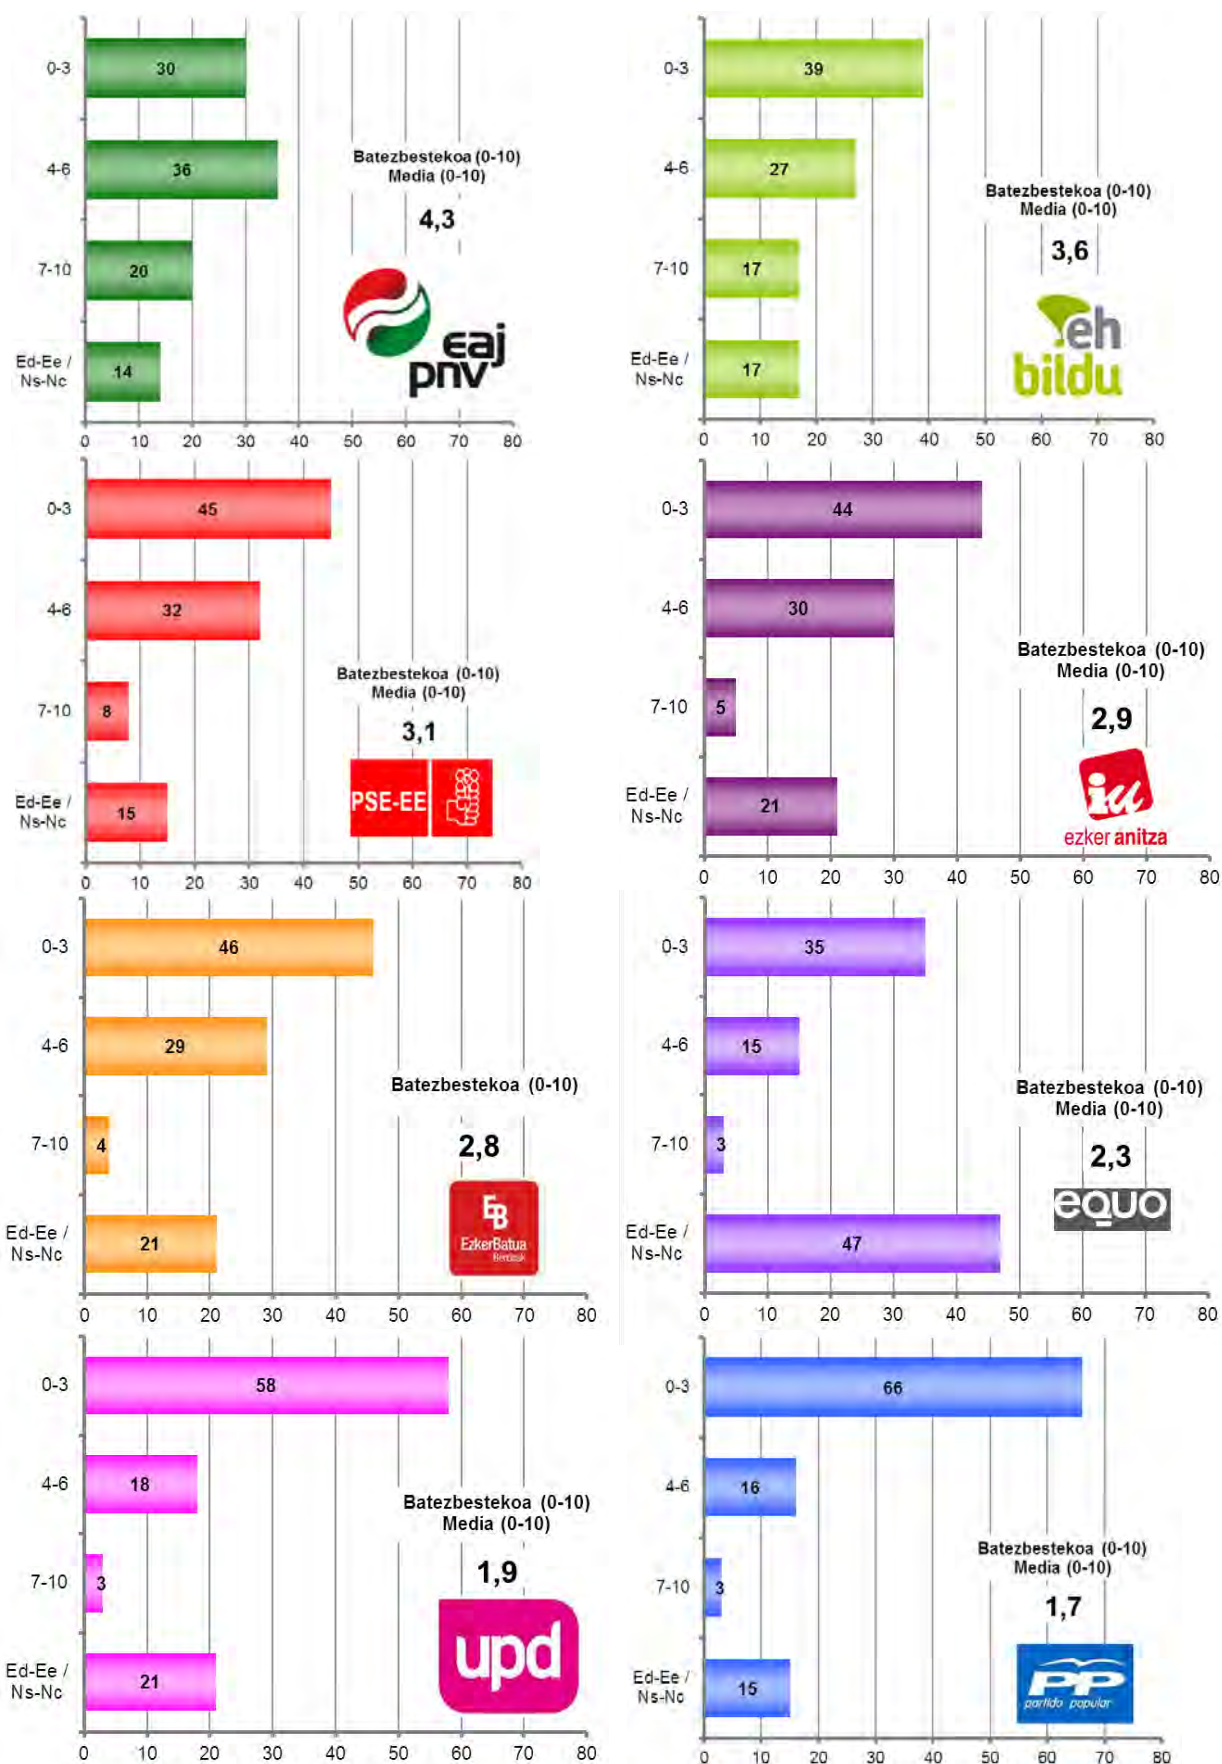 0-3
30
4-6
36
7-10
20
Ed-Ee /
Ns-Nc
14
0 10 20 30 40 50 60 70 80
Batezbestekoa (0-10)
Media (0-10)
4,3
eaj
pnv
0-3
39
4-6
27
7-10
17
Ed-Ee /
Ns-Nc
17
0 10 20 30 40 50 60 70 80
Batezbestekoa (0-10)
Media (0-10)
3,6
eh
bildu
0-3
45
4-6
32
7-10
8
Ed-Ee /
Ns-Nc
15
0 10 20 30 40 50 60 70 80
Batezbestekoa (0-10)
Media (0-10)
3,1
PSE-EE
0-3
44
4-6
30
7-10
5
Ed-Ee /
Ns-Nc
21
0 10 20 30 40 50 60 70 80
Batezbestekoa (0-10)
Media (0-10)
2,9
iu
ezker anitza
0-3
46
4-6
29
7-10
4
Ed-Ee /
Ns-Nc
21
0 10 20 30 40 50 60 70 80
Batezbestekoa (0-10)
2,8
EB
EzkerBatua
Berdeak
0-3
35
4-6
15
7-10
3
Ed-Ee /
Ns-Nc
47
0 10 20 30 40 50 60 70 80
Batezbestekoa (0-10)
Media (0-10)
2,3
eQUO
0-3
58
4-6
18
7-10
3
Ed-Ee /
Ns-Nc
21
0 10 20 30 40 50 60 70 80
Batezbestekoa (0-10)
Media (0-10)
1,9
upd
0-3
66
4-6
16
7-10
3
Ed-Ee /
Ns-Nc
15
0 10 20 30 40 50 60 70 80
Batezbestekoa (0-10)
Media (0-10)
1,7
PP
partido popular